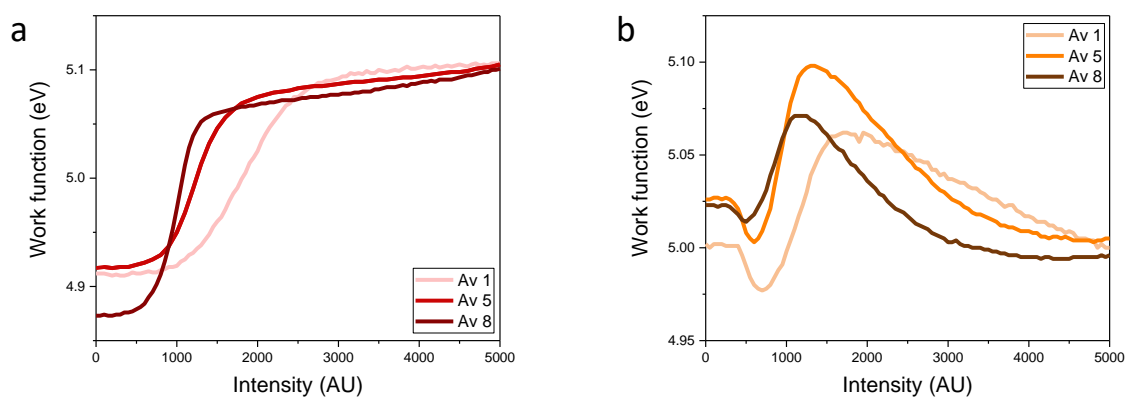 a
Work function (eV)
5.1
5.0
4.9
0 1000 2000 3000 4000 5000
Intensity (AU)
Av 1
Av 5
Av 8
b
Work function (eV)
5.10
5.05
5.00
4.95
0 1000 2000 3000 4000 5000
Intensity (AU)
Av 1
Av 5
Av 8